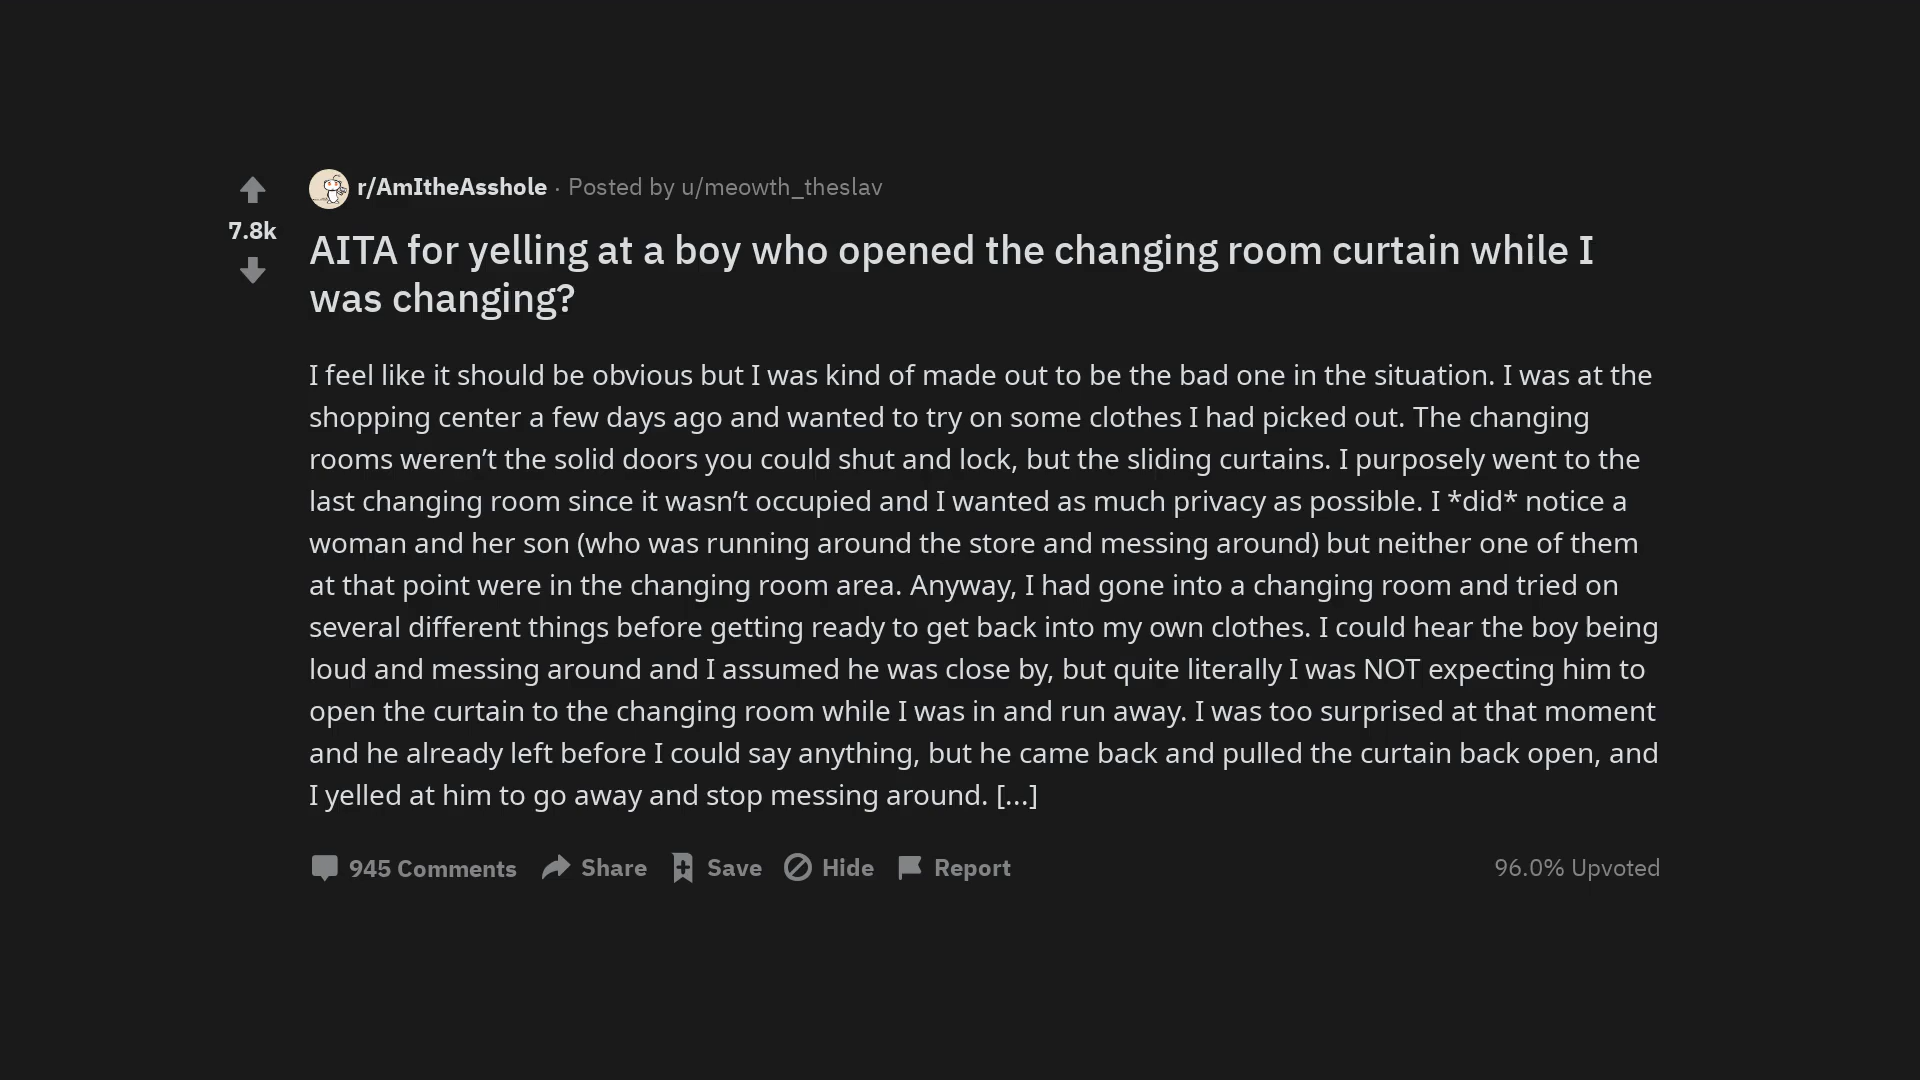 r/AmItheAsshole · Posted by u/meowth_theslav
7.8k
AITA for yelling at a boy who opened the changing room curtain while I
was changing?
I feel like it should be obvious but I was kind of made out to be the bad one in the situation. I was at the
shopping center a few days ago and wanted to try on some clothes I had picked out. The changing
rooms weren’t the solid doors you could shut and lock, but the sliding curtains. I purposely went to the
last changing room since it wasn’t occupied and I wanted as much privacy as possible. I *did* notice a
woman and her son (who was running around the store and messing around) but neither one of them
at that point were in the changing room area. Anyway, I had gone into a changing room and tried on
several different things before getting ready to get back into my own clothes. I could hear the boy being
loud and messing around and I assumed he was close by, but quite literally I was NOT expecting him to
open the curtain to the changing room while I was in and run away. I was too surprised at that moment
and he already left before I could say anything, but he came back and pulled the curtain back open, and
I yelled at him to go away and stop messing around. [...]
945 Comments Share Save Hide Report 96.0% Upvoted